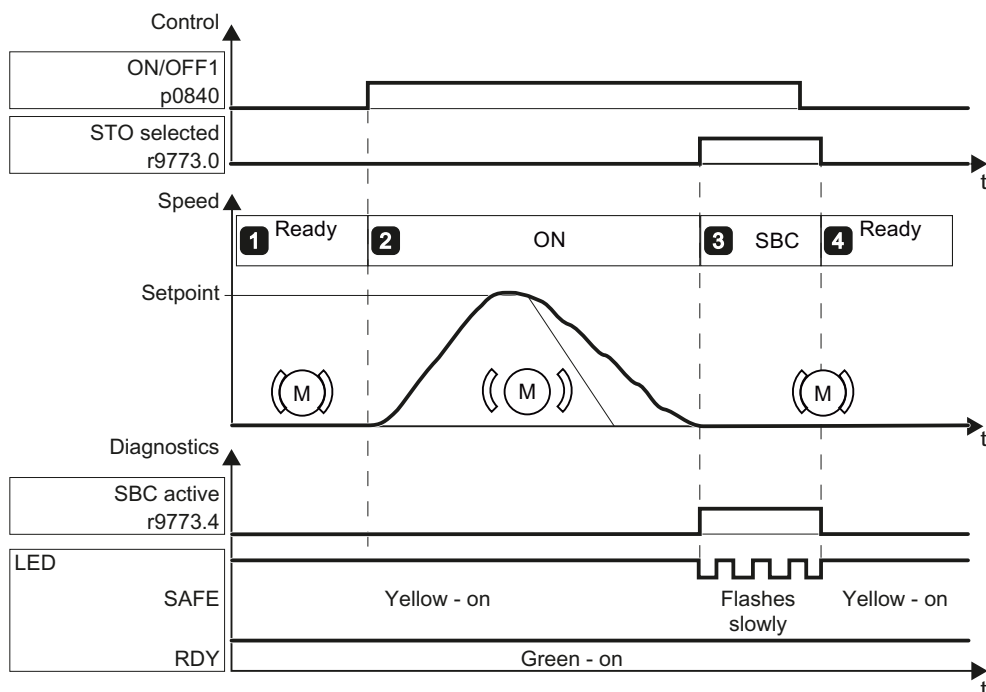 Control
ON/OFF1
p0840
STO selected
r9773.0
t
Speed
1 Ready 2 ON 3 SBC 4 Ready
Setpoint
M M M
t
Diagnostics
SBC active
r9773.4
LED
SAFE Yellow - on Flashes Yellow - on
slowly
RDY Green - on
t